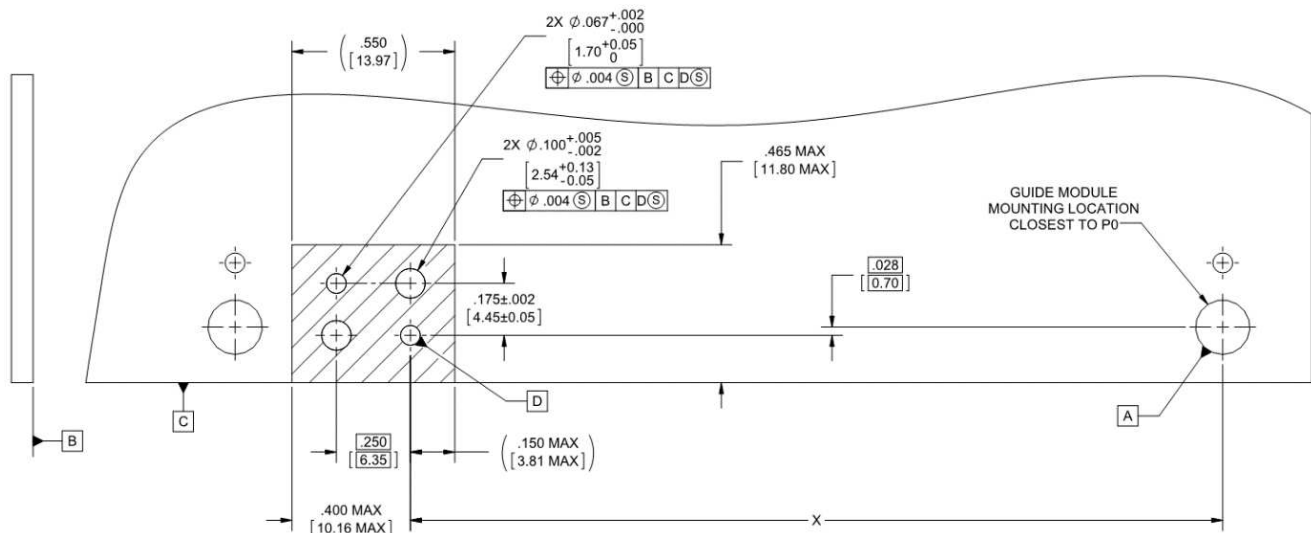 2X Ø.067+.002 -.000
[1.70+0.05 0]
⌖ Ø.004 Ⓢ B C DⓈ
(.550
[13.97])
2X Ø.100+.005 -.002
[2.54+0.13 -0.05]
⌖ Ø.004 Ⓢ B C DⓈ
.465 MAX
[11.80 MAX]
GUIDE MODULE
MOUNTING LOCATION
CLOSEST TO P0
.028
[0.70]
.175±.002
[4.45±0.05]
C
D
A
B
.250
[6.35]
(.150 MAX
[3.81 MAX])
.400 MAX
[10.16 MAX]
X